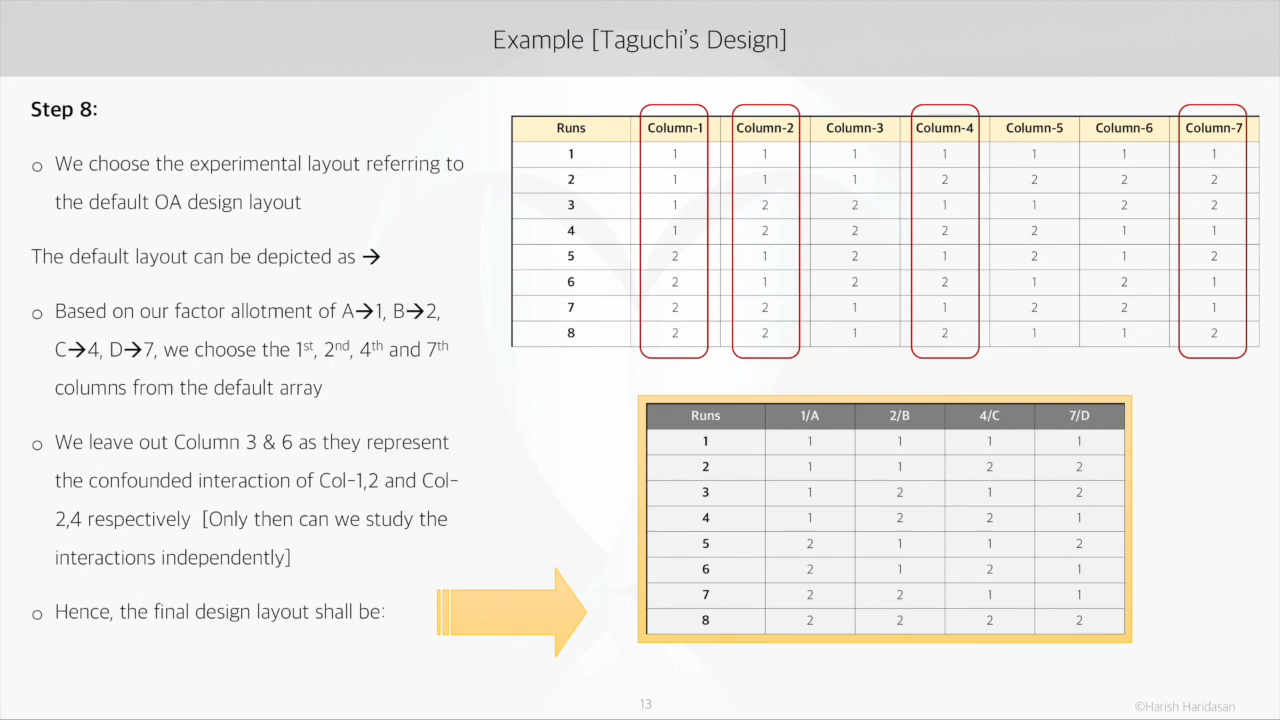 Example [Taguchi’s Design]
Step 8:
o We choose the experimental layout referring to
the default OA design layout
The default layout can be depicted as →
o Based on our factor allotment of A→1, B→2,
C→4, D→7, we choose the 1st, 2nd, 4th and 7th
columns from the default array
o We leave out Column 3 & 6 as they represent
the confounded interaction of Col-1,2 and Col-
2,4 respectively [Only then can we study the
interactions independently]
o Hence, the final design layout shall be:
Runs Column-1 Column-2 Column-3 Column-4 Column-5 Column-6 Column-7
1 1 1 1 1 1 1 1
2 1 1 1 2 2 2 2
3 1 2 2 1 1 2 2
4 1 2 2 2 2 1 1
5 2 1 2 1 2 1 2
6 2 1 2 2 1 2 1
7 2 2 1 1 2 2 1
8 2 2 1 2 1 1 2
Runs 1/A 2/B 4/C 7/D
1 1 1 1 1
2 1 1 2 2
3 1 2 1 2
4 1 2 2 1
5 2 1 1 2
6 2 1 2 1
7 2 2 1 1
8 2 2 2 2
13
©Harish Haridasan